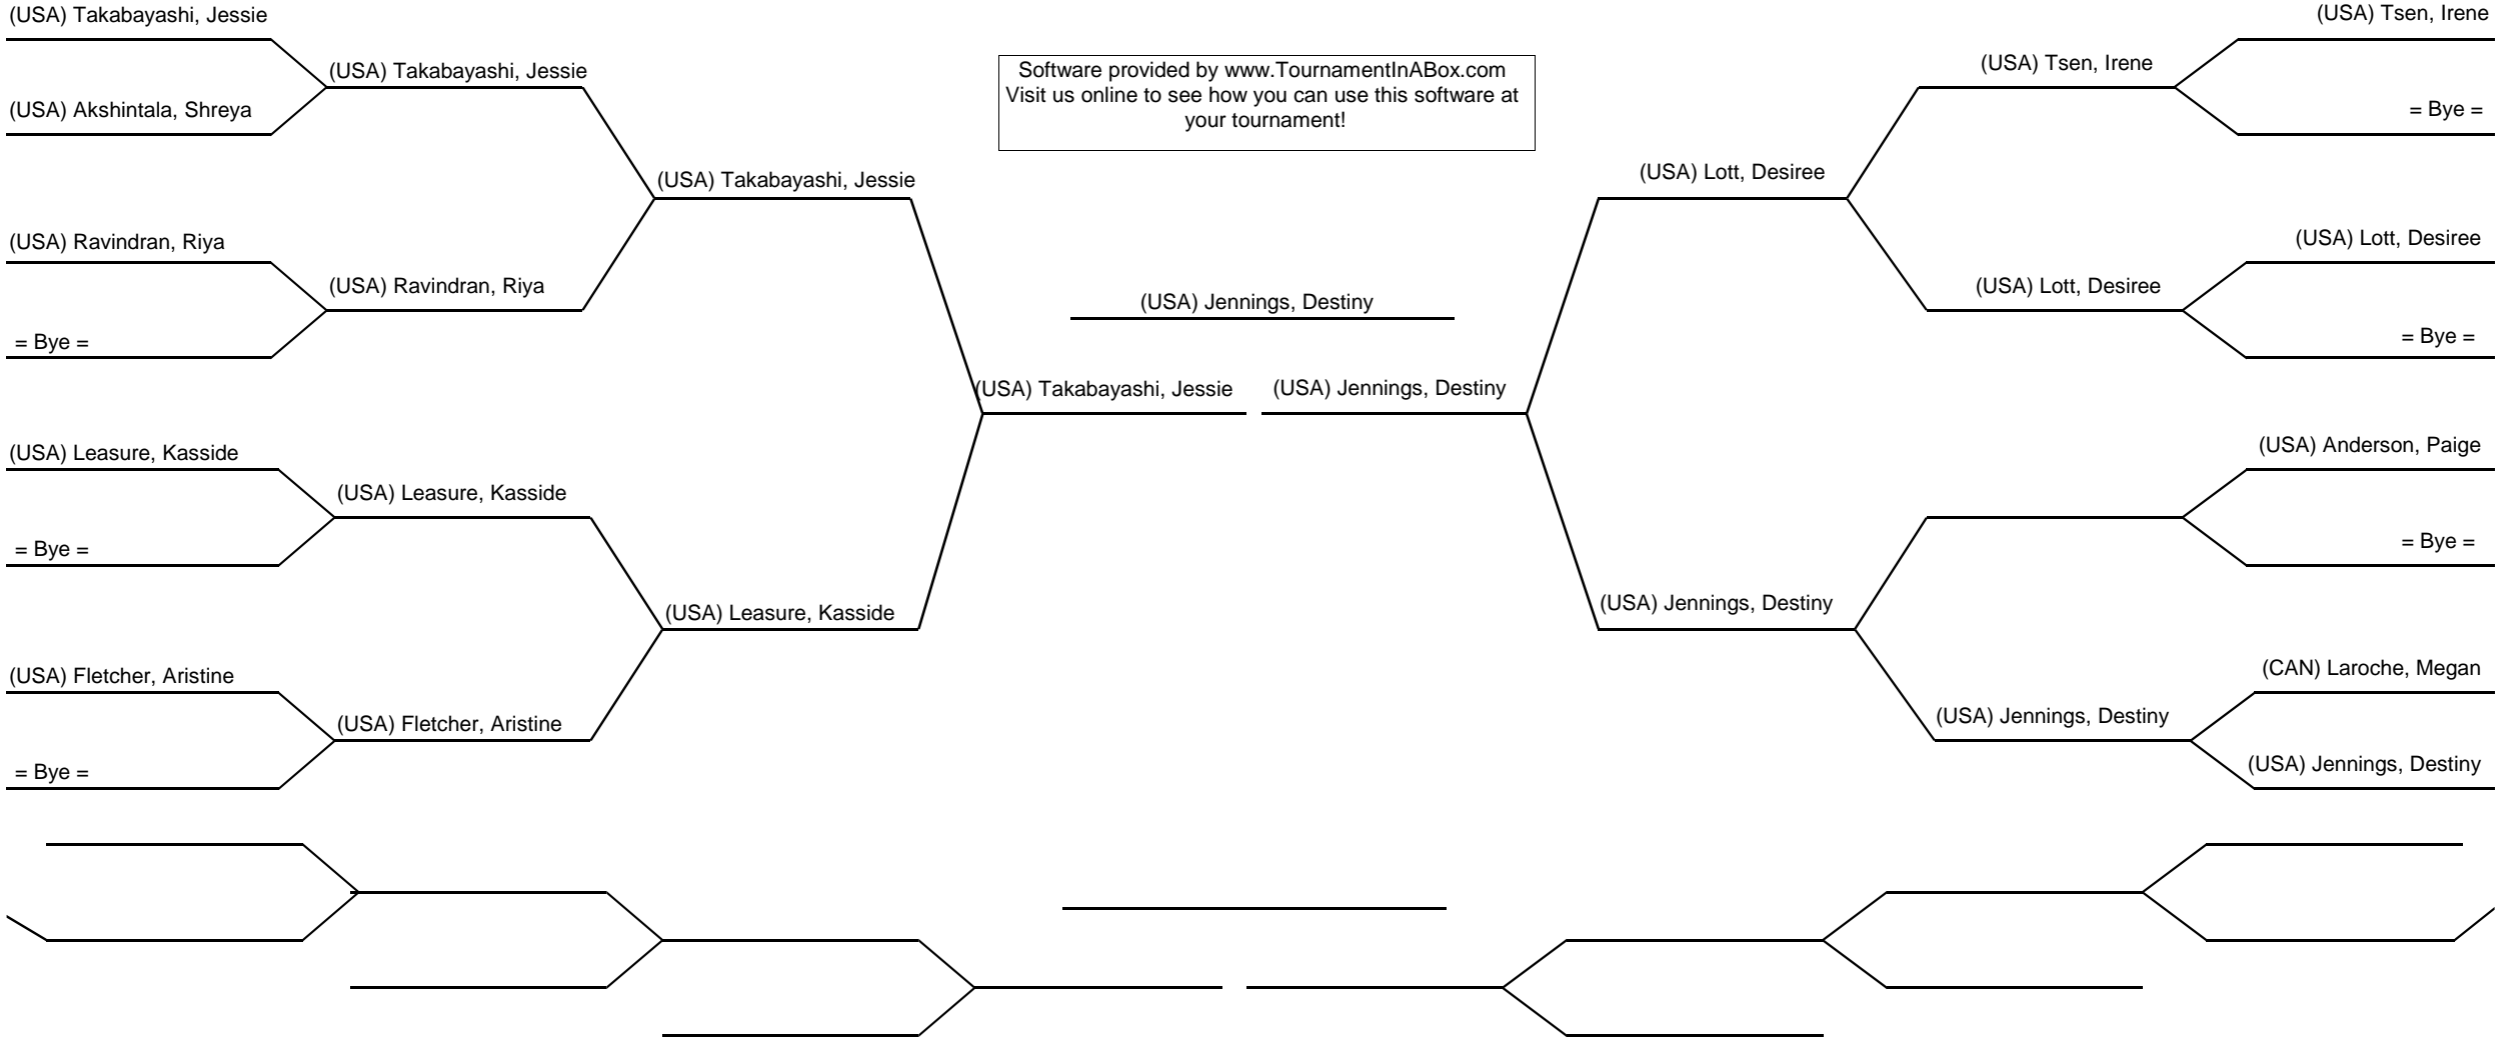 (USA) Takabayashi, Jessie
(USA) Tsen, Irene
(USA) Takabayashi, Jessie
Software provided by www.TournamentInABox.com
Visit us online to see how you can use this software at
your tournament!
(USA) Tsen, Irene
(USA) Akshintala, Shreya
= Bye =
(USA) Takabayashi, Jessie
(USA) Lott, Desiree
(USA) Ravindran, Riya
(USA) Lott, Desiree
(USA) Ravindran, Riya
(USA) Jennings, Destiny
(USA) Lott, Desiree
= Bye =
= Bye =
(USA) Takabayashi, Jessie
(USA) Jennings, Destiny
(USA) Leasure, Kasside
(USA) Anderson, Paige
(USA) Leasure, Kasside
= Bye =
= Bye =
(USA) Leasure, Kasside
(USA) Jennings, Destiny
(USA) Fletcher, Aristine
(CAN) Laroche, Megan
(USA) Fletcher, Aristine
(USA) Jennings, Destiny
= Bye =
(USA) Jennings, Destiny